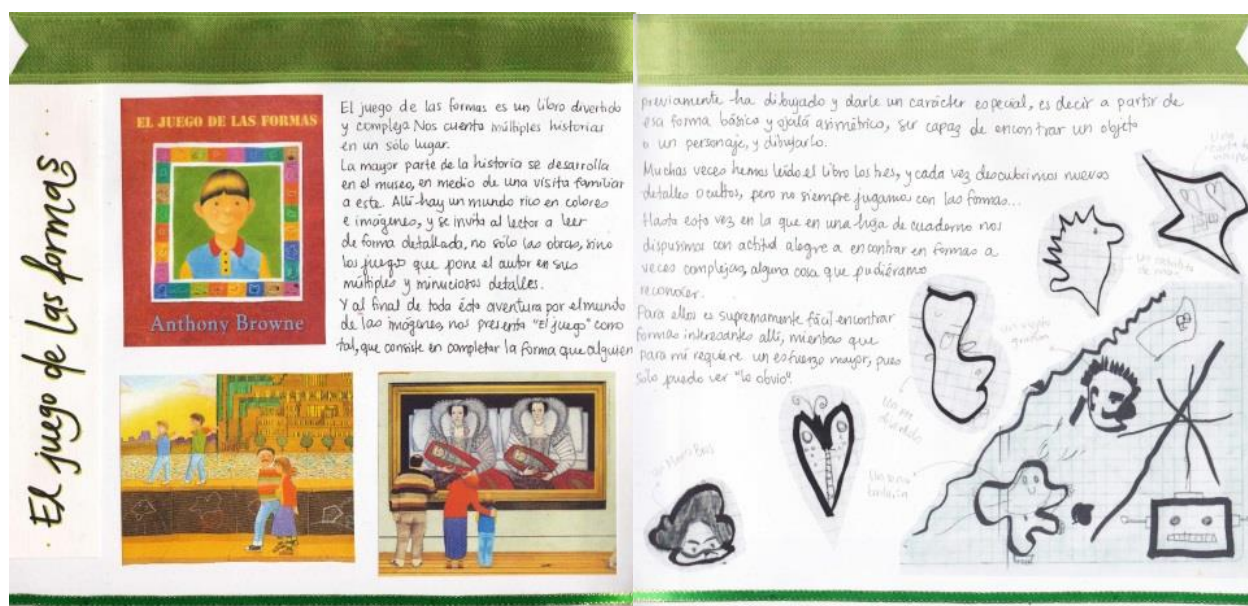 El juego de las formas
EL JUEGO DE LAS FORMAS
Anthony Browne
El juego de las formas es un libro divertido
y complejo. Nos cuenta múltiples historias
en un sólo lugar.
La mayor parte de la historia se desarrolla
en el museo, en medio de una visita familiar
a este. Allí hay un mundo rico en colores
e imágenes, y se invita al lector a leer
de forma detallada, no sólo las obras, sino
los juegos que pone el autor en sus
múltiples y minuciosos detalles.
Y al final de toda ésta aventura por el mundo
de las imágenes, nos presenta "El juego" como
tal, que consiste en completar la forma que alguien
previamente ha dibujado y darle un carácter especial, es decir a partir de
esa forma básica y ojalá asimétrica, ser capaz de encontrar un objeto
o un personaje, y dibujarlo.
Muchas veces hemos leído el libro los tres, y cada vez descubrimos nuevos
detalles ocultos, pero no siempre jugamos con las formas...
Hasta esta vez en la que en una hoja de cuaderno nos
dispusimos con actitud alegre a encontrar en formas a
veces complejas, alguna cosa que pudiéramos
reconocer.
Para ellos es supremamente fácil encontrar
formas interesantes allí, mientras que
para mí requiere un esfuerzo mayor, pues
sólo puedo ver "lo obvio".
Una
Un
Un pie
divertido
Mario Bros